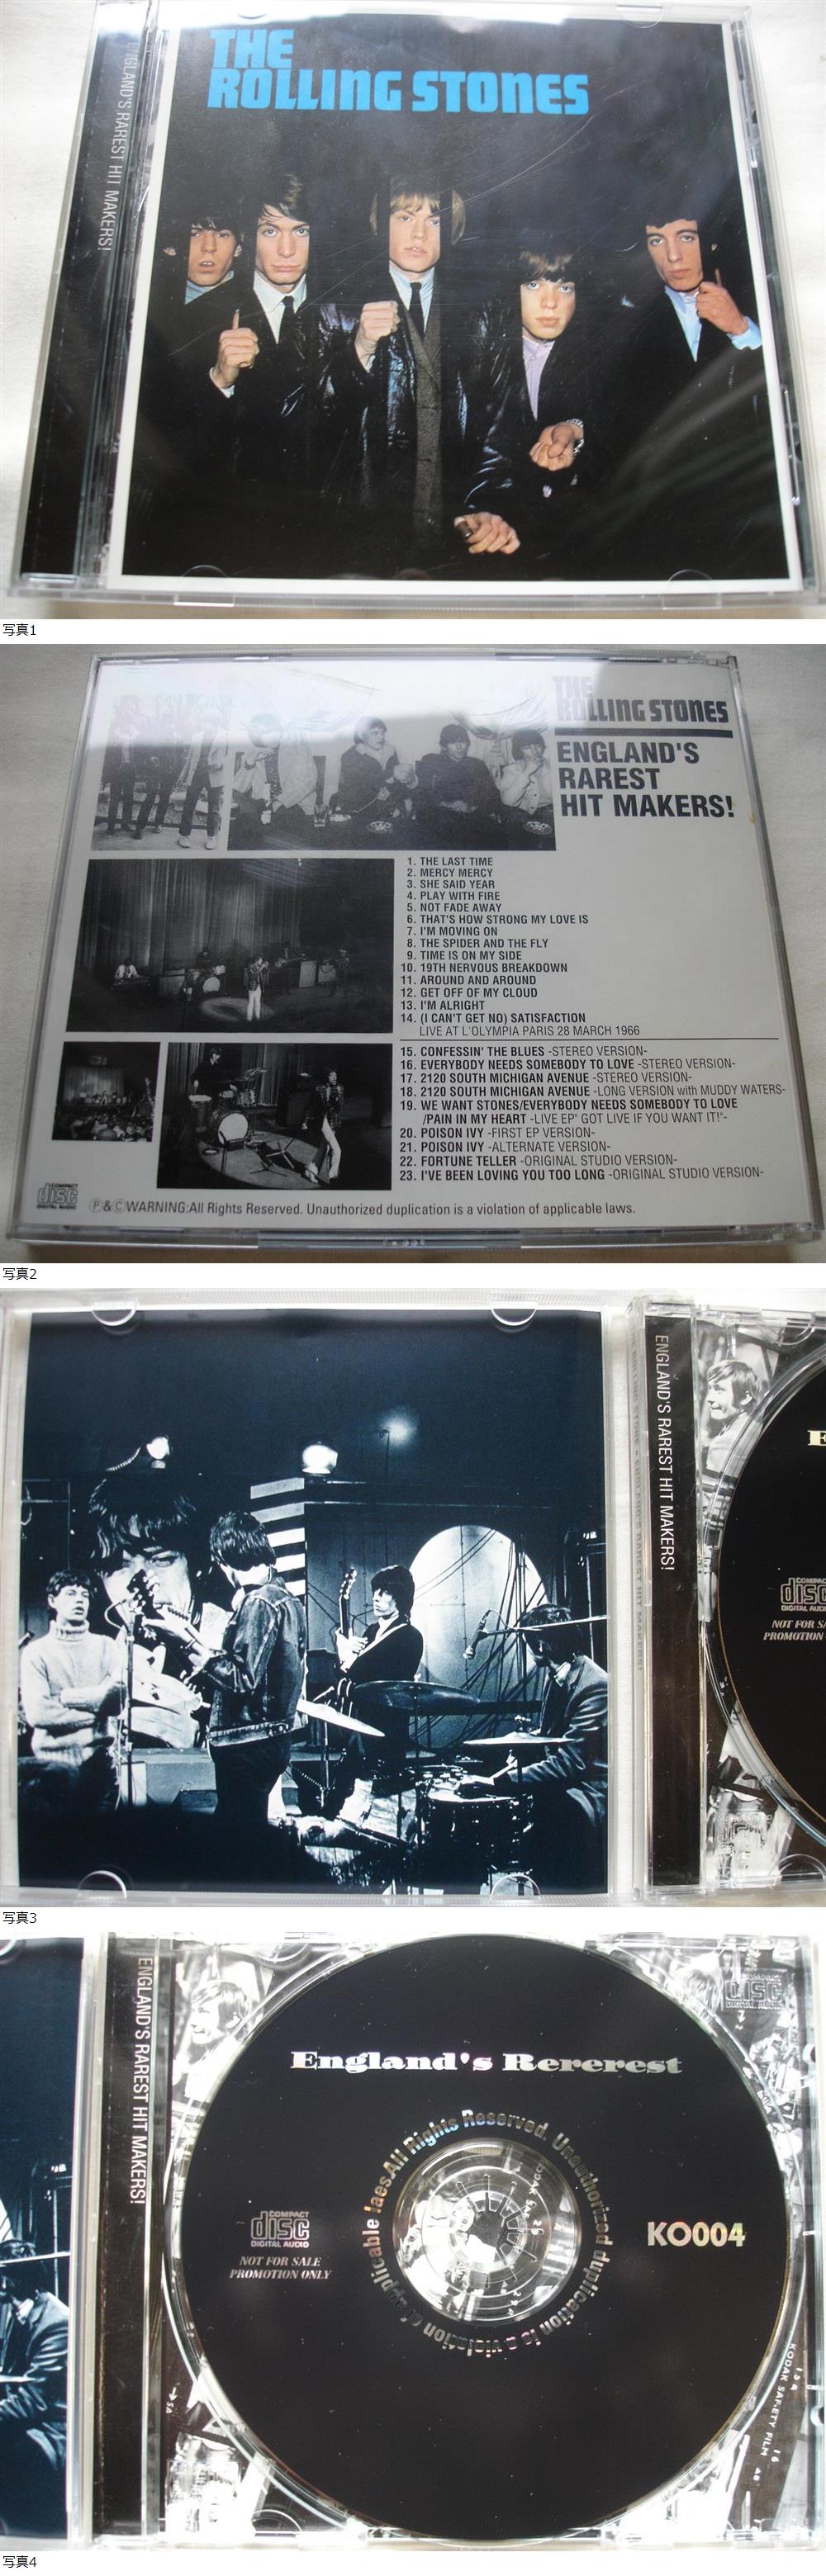 THE
ROLLING STONES
ENGLAND'S RAREST HIT MAKERS!
写真1
THE
ROLLING STONES
ENGLAND'S
RAREST
HIT MAKERS!
1. THE LAST TIME
2. MERCY MERCY
3. SHE SAID YEAR
4. PLAY WITH FIRE
5. NOT FADE AWAY
6. THAT'S HOW STRONG MY LOVE IS
7. I'M MOVING ON
8. THE SPIDER AND THE FLY
9. TIME IS ON MY SIDE
10. 19TH NERVOUS BREAKDOWN
11. AROUND AND AROUND
12. GET OFF OF MY CLOUD
13. I'M ALRIGHT
14. (I CAN'T GET NO) SATISFACTION
LIVE AT L'OLYMPIA PARIS 28 MARCH 1966
15. CONFESSIN' THE BLUES -STEREO VERSION-
16. EVERYBODY NEEDS SOMEBODY TO LOVE -STEREO VERSION-
17. 2120 SOUTH MICHIGAN AVENUE -STEREO VERSION-
18. 2120 SOUTH MICHIGAN AVENUE -LONG VERSION with MUDDY WATERS-
19. WE WANT STONES/EVERYBODY NEEDS SOMEBODY TO LOVE
/PAIN IN MY HEART -LIVE EP" GOT LIVE IF YOU WANT IT!"-
20. POISON IVY -FIRST EP VERSION-
21. POISON IVY -ALTERNATE VERSION-
22. FORTUNE TELLER -ORIGINAL STUDIO VERSION-
23. I'VE BEEN LOVING YOU TOO LONG -ORIGINAL STUDIO VERSION-
COMPACT
disc
DIGITAL AUDIO
Ⓟ&ⒸWARNING:All Rights Reserved. Unauthorized duplication is a violation of applicable laws.
写真2
ENGLAND'S RAREST HIT MAKERS!
E
COMPACT
disc
DIGITAL AUDIO
NOT FOR SA
PROMOTION
写真3
ENGLAND'S RAREST HIT MAKERS!
COMPACT
disc
DIGITAL AUDIO
England's Rererest
All Rights Reserved. Unauthorized duplication is a violation of applicable laes.
COMPACT
disc
DIGITAL AUDIO
NOT FOR SALE
PROMOTION ONLY
KO004
KODAK SAFETY FILM
写真4